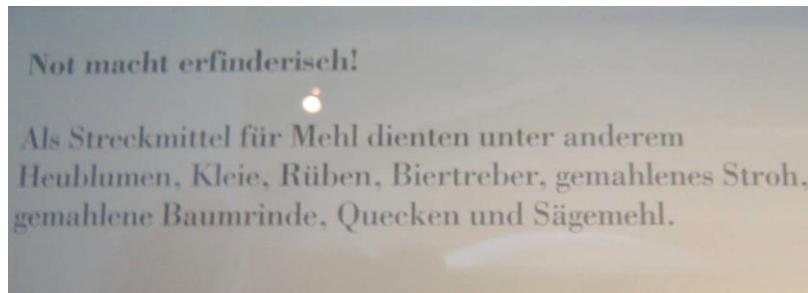 Not macht erfinderisch!
Als Streckmittel für Mehl dienten unter anderem
Heublumen, Kleie, Rüben, Biertreber, gemahlenes Stroh,
gemahlene Baumrinde, Quecken und Sägemehl.